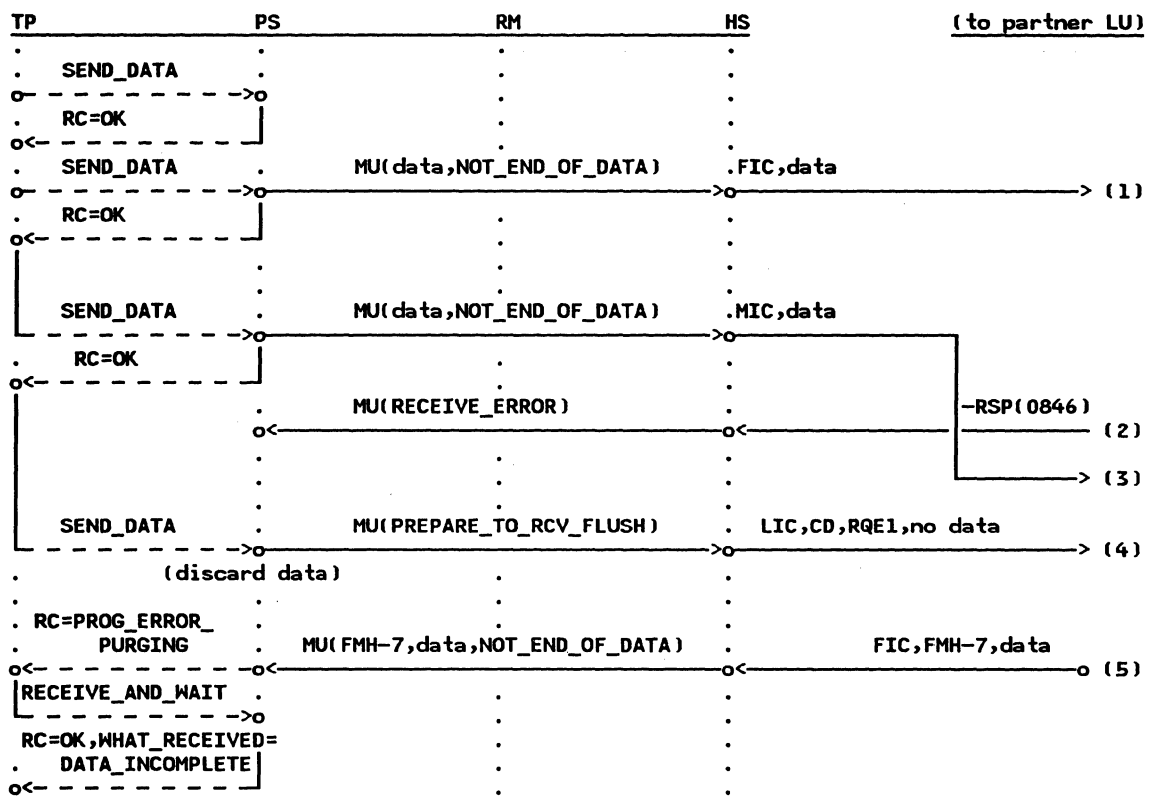 TP PS RM HS (to partner LU)
SEND_DATA
RC=OK
SEND_DATA MU(data,NOT_END_OF_DATA) FIC,data
(1)
RC=OK
SEND_DATA MU(data,NOT_END_OF_DATA) MIC,data
RC=OK
MU(RECEIVE_ERROR) -RSP(0846)
(2)
(3)
SEND_DATA MU(PREPARE_TO_RCV_FLUSH) LIC,CD,RQE1,no data
(4)
(discard data)
RC=PROG_ERROR_
PURGING MU(FMH-7,data,NOT_END_OF_DATA) FIC,FMH-7,data
(5)
RECEIVE_AND_WAIT
RC=OK,WHAT_RECEIVED=
DATA_INCOMPLETE